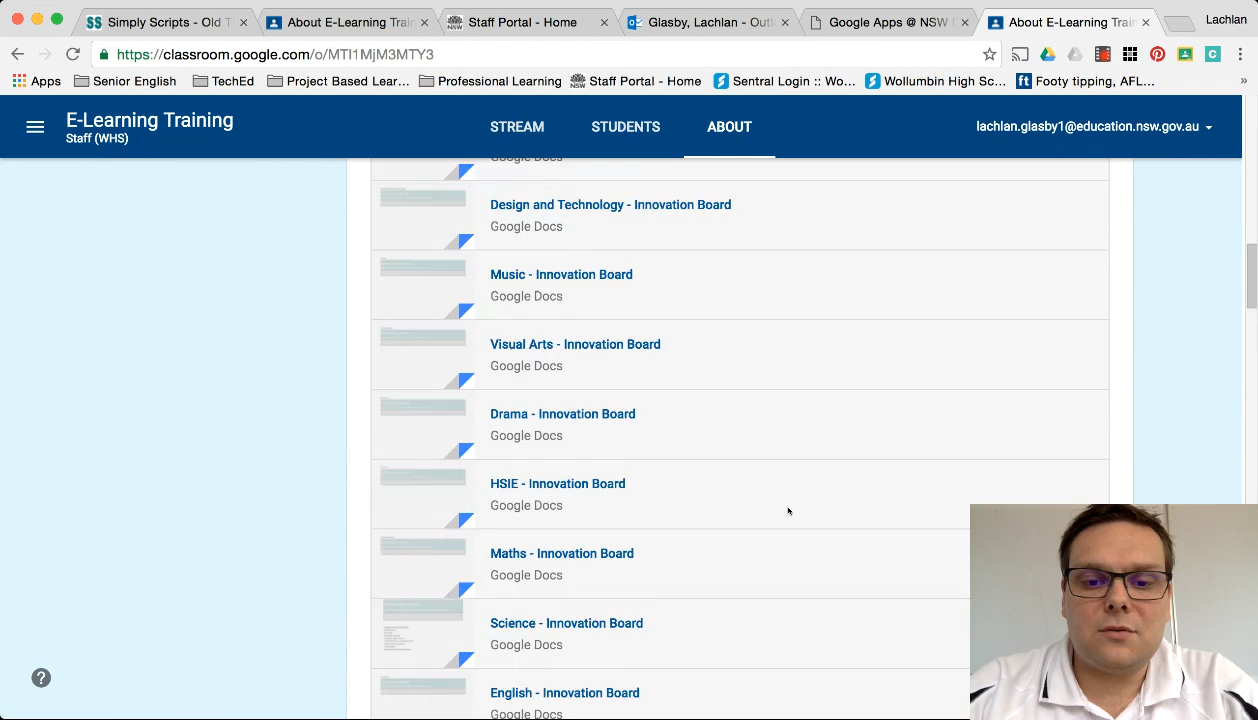 Simply Scripts - Old T
About E-Learning Train
Staff Portal - Home
Glasby, Lachlan - Outl
Google Apps @ NSW
About E-Learning Train
Lachlan
https://classroom.google.com/o/MTI1MjM3MTY3
Apps
Senior English
TechEd
Project Based Lear...
Professional Learning
Staff Portal - Home
Sentral Login :: Wo...
Wollumbin High Sc...
Footy tipping, AFL...
E-Learning Training
Staff (WHS)
STREAM
STUDENTS
ABOUT
lachlan.glasby1@education.nsw.gov.au
Google Docs
Design and Technology - Innovation Board
Google Docs
Music - Innovation Board
Google Docs
Visual Arts - Innovation Board
Google Docs
Drama - Innovation Board
Google Docs
HSIE - Innovation Board
Google Docs
Maths - Innovation Board
Google Docs
Science - Innovation Board
Google Docs
English - Innovation Board
Google Docs